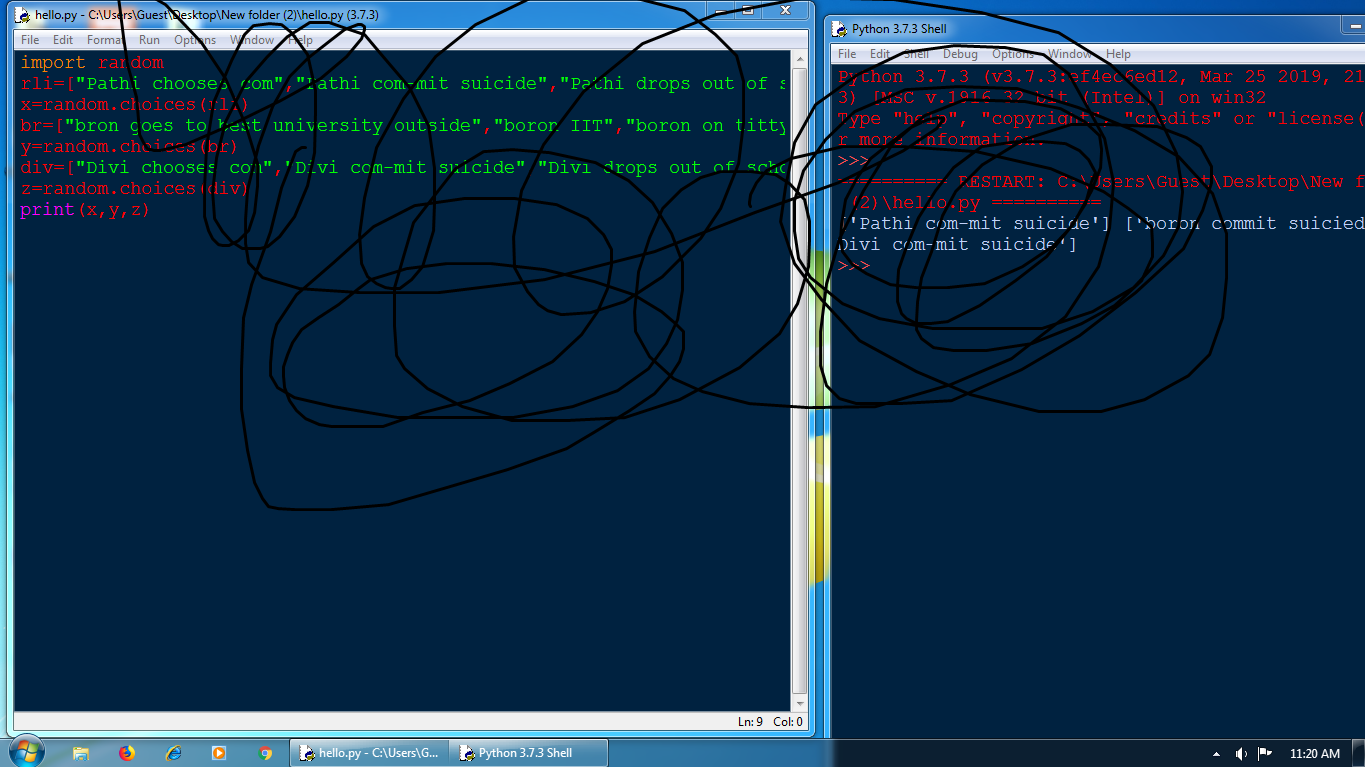 hello.py - C:\Users\Guest\Desktop\New folder (2)\hello.py (3.7.3)
File Edit Format Run Options Window Help
import random
rli=["Pathi chooses com","Pathi com-mit suicide","Pathi drops out of s
x=random.choices(rli)
br=["bron goes to best university outside","boron IIT","boron on titty
y=random.choices(br)
div=["Divi chooses com","Divi com-mit suicide" "Divi drops out of scho
z=random.choices(div)
print(x,y,z)
Ln: 9 Col: 0
Python 3.7.3 Shell
File Edit Shell Debug Options Window Help
Python 3.7.3 (v3.7.3:ef4ec6ed12, Mar 25 2019, 21
3) [MSC v.1916 32 bit (Intel)] on win32
Type "help", "copyright", "credits" or "license(
r more information.
>>>
========== RESTART: C:\Users\Guest\Desktop\New f
(2)\hello.py ==========
['Pathi com-mit suicide'] ['boron commit suicied
Divi com-mit suicide']
>>>
hello.py - C:\Users\G...
Python 3.7.3 Shell
11:20 AM